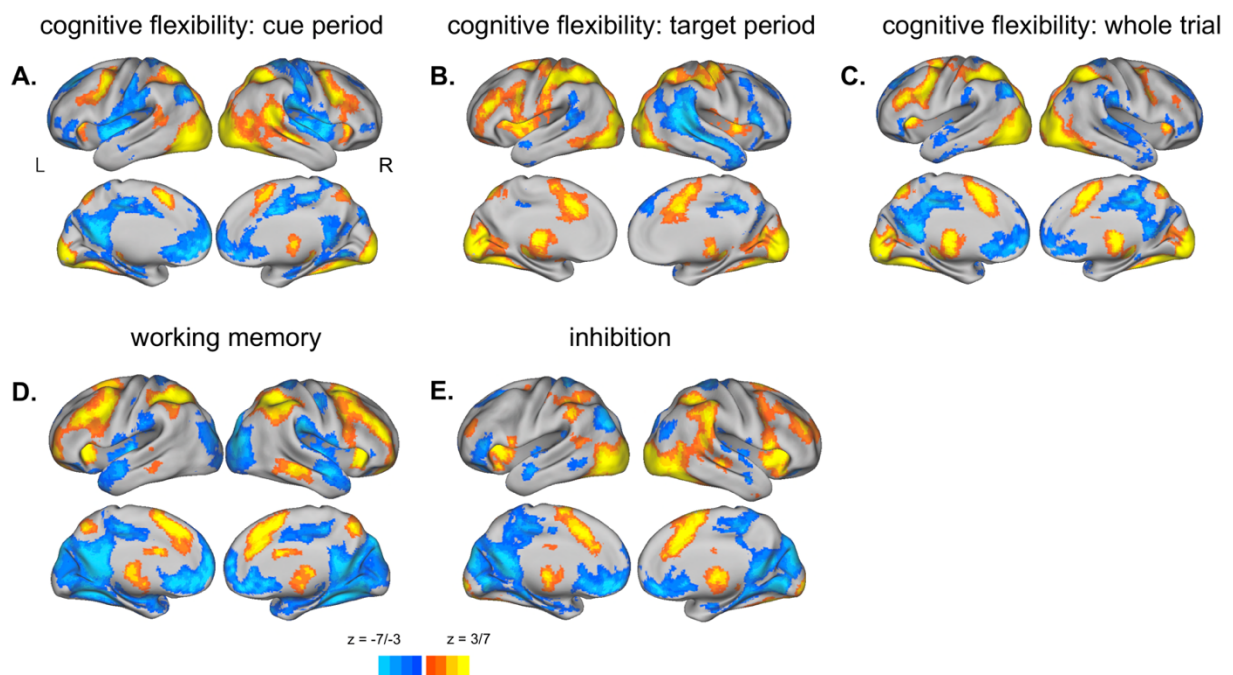 cognitive flexibility: cue period
cognitive flexibility: target period
cognitive flexibility: whole trial
A.
B.
C.
L
R
working memory
inhibition
D.
E.
z = -7/-3
z = 3/7